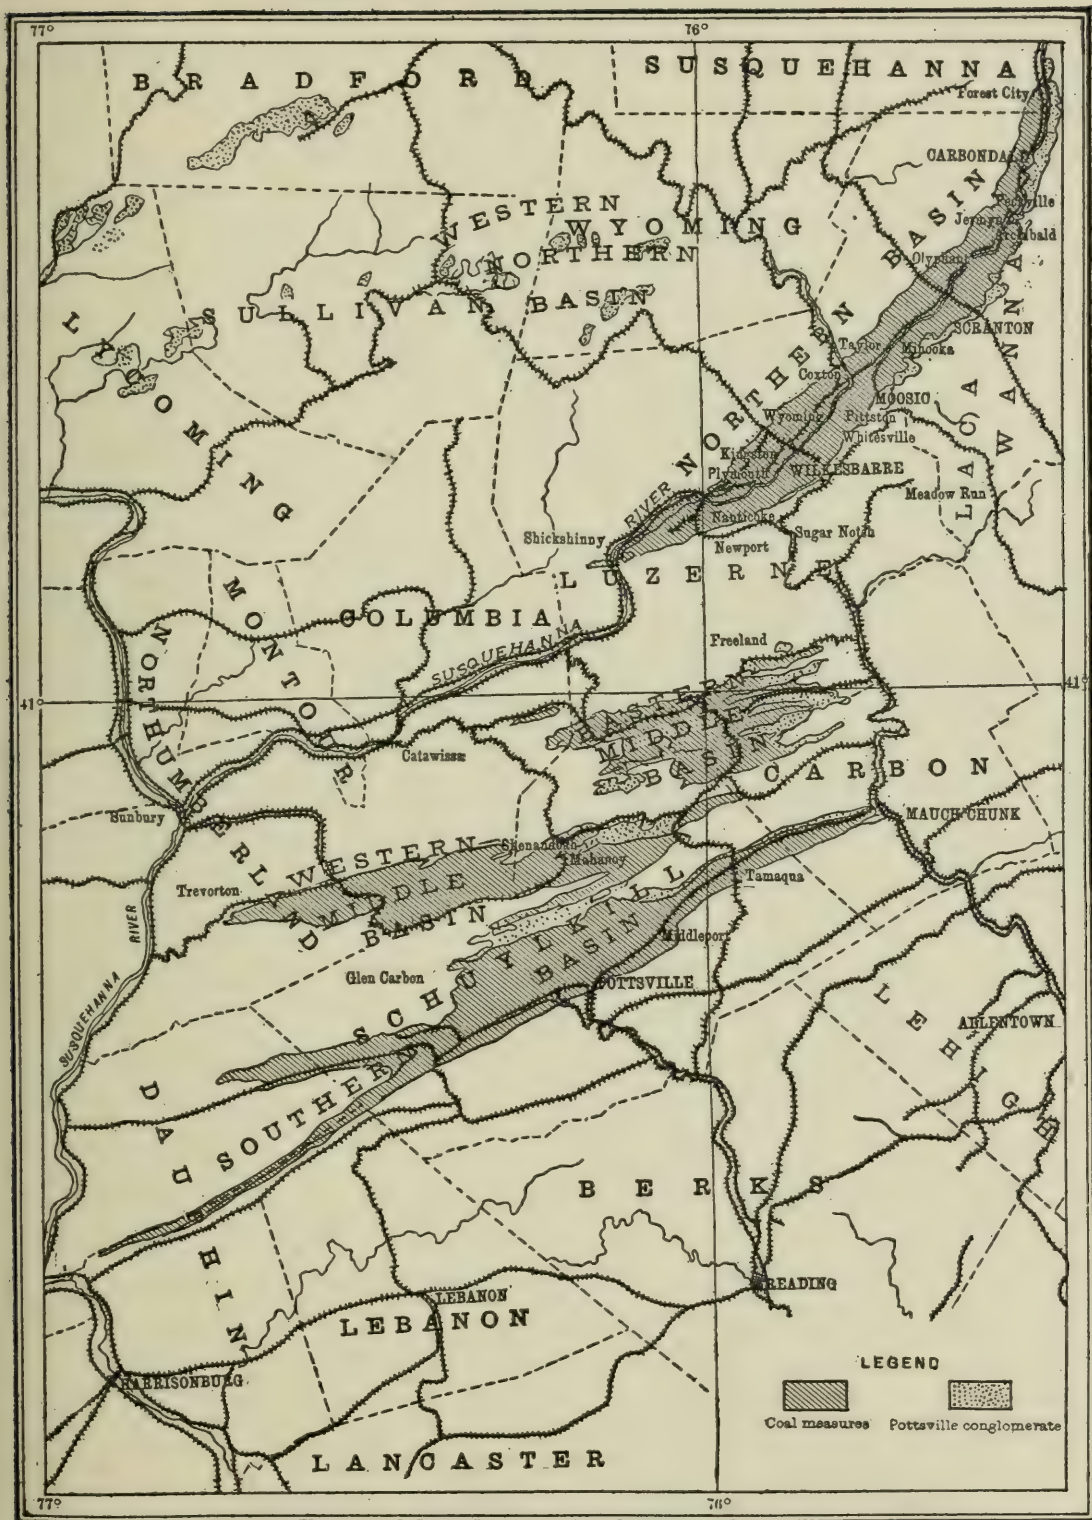 77°
76°
BRADFORD
SUSQUEHANNA
Forest City
CARBONDALE
Peckville
Jermyn
Archbald
Olyphant
WESTERN
WYOMING
NORTHERN
SULLIVAN
BASIN
NORTHERN BASIN
LACKAWANNA
LYCOMING
SCRANTON
Taylor
Minooka
Coxton
MOOSIC
Wyoming
Pittston
Whitesville
Kingston
Plymouth
WILKESBARRE
Meadow Run
RIVER
Nanticoke
Sugar Notch
Shickshinny
Newport
LUZERNE
MONTOUR
COLUMBIA
NORTHUMBERLAND
SUSQUEHANNA
Freeland
41°
41°
EASTERN
MIDDLE
BASIN
Catawissa
CARBON
Sunbury
MAUCH CHUNK
WESTERN
Shenandoah
Mahanoy
MIDDLE
Trevorton
Tamaqua
BASIN
RIVER
SCHUYLKILL
BASIN
Middleport
Glen Carbon
POTTSVILLE
LEHIGH
SUSQUEHANNA
ALLENTOWN
DAUPHIN
SOUTHERN
BERKS
READING
LEBANON
LEBANON
HARRISONBURG
LEGEND
Coal measures
Pottsville conglomerate
LANCASTER
77°
76°